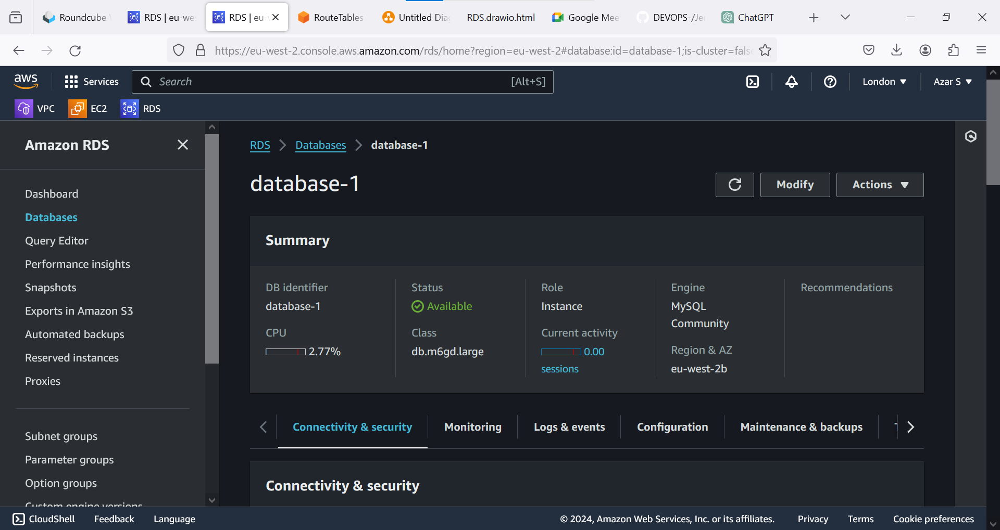 Roundcube
RDS | eu-wes
RDS | eu-
RouteTables
Untitled Dia
RDS.drawio.html
Google Mee
DEVOPS-/Je
ChatGPT
https://eu-west-2.console.aws.amazon.com/rds/home?region=eu-west-2#database:id=database-1;is-cluster=false
aws
Services
Search
[Alt+S]
London
Azar S
VPC
EC2
RDS
Amazon RDS
Dashboard
Databases
Query Editor
Performance insights
Snapshots
Exports in Amazon S3
Automated backups
Reserved instances
Proxies
Subnet groups
Parameter groups
Option groups
Custom engine versions
RDS
Databases
database-1
database-1
Modify
Actions
Summary
DB identifier
database-1
CPU
2.77%
Status
Available
Class
db.m6gd.large
Role
Instance
Current activity
0.00
sessions
Engine
MySQL
Community
Region & AZ
eu-west-2b
Recommendations
Connectivity & security
Monitoring
Logs & events
Configuration
Maintenance & backups
Connectivity & security
CloudShell
Feedback
Language
© 2024, Amazon Web Services, Inc. or its affiliates.
Privacy
Terms
Cookie preferences